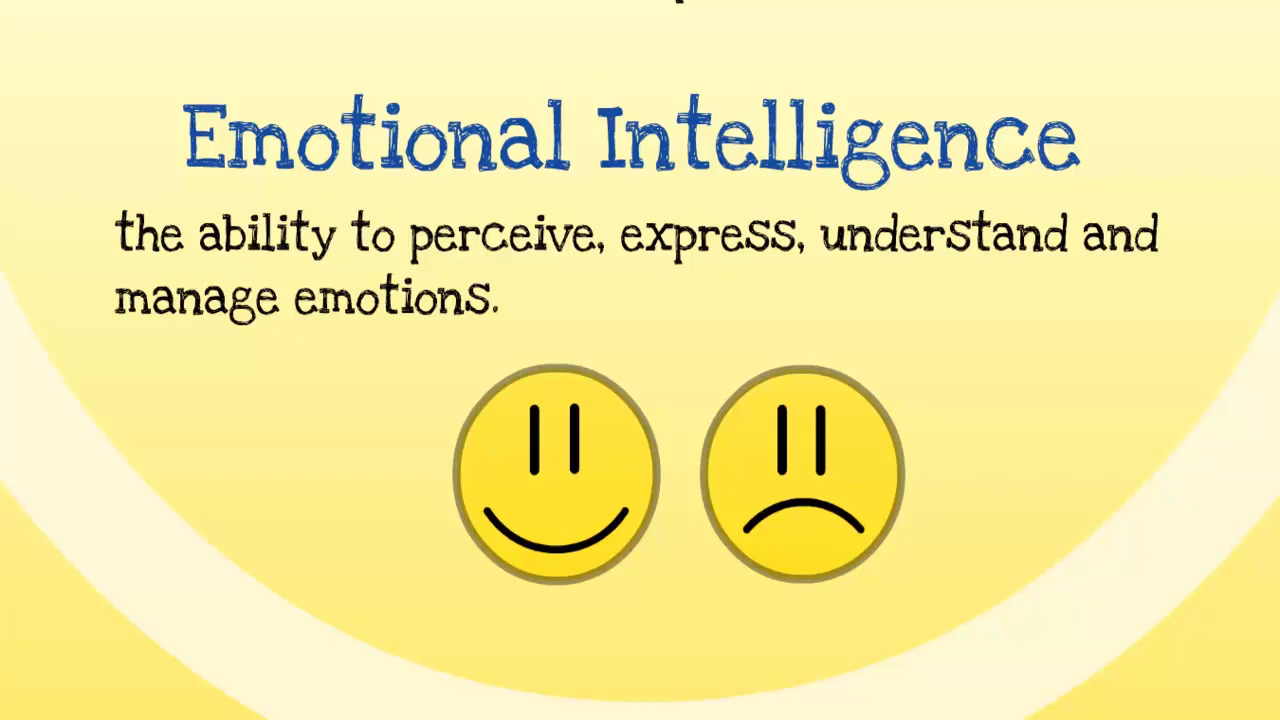 Emotional Intelligence
the ability to perceive, express, understand and
manage emotions.